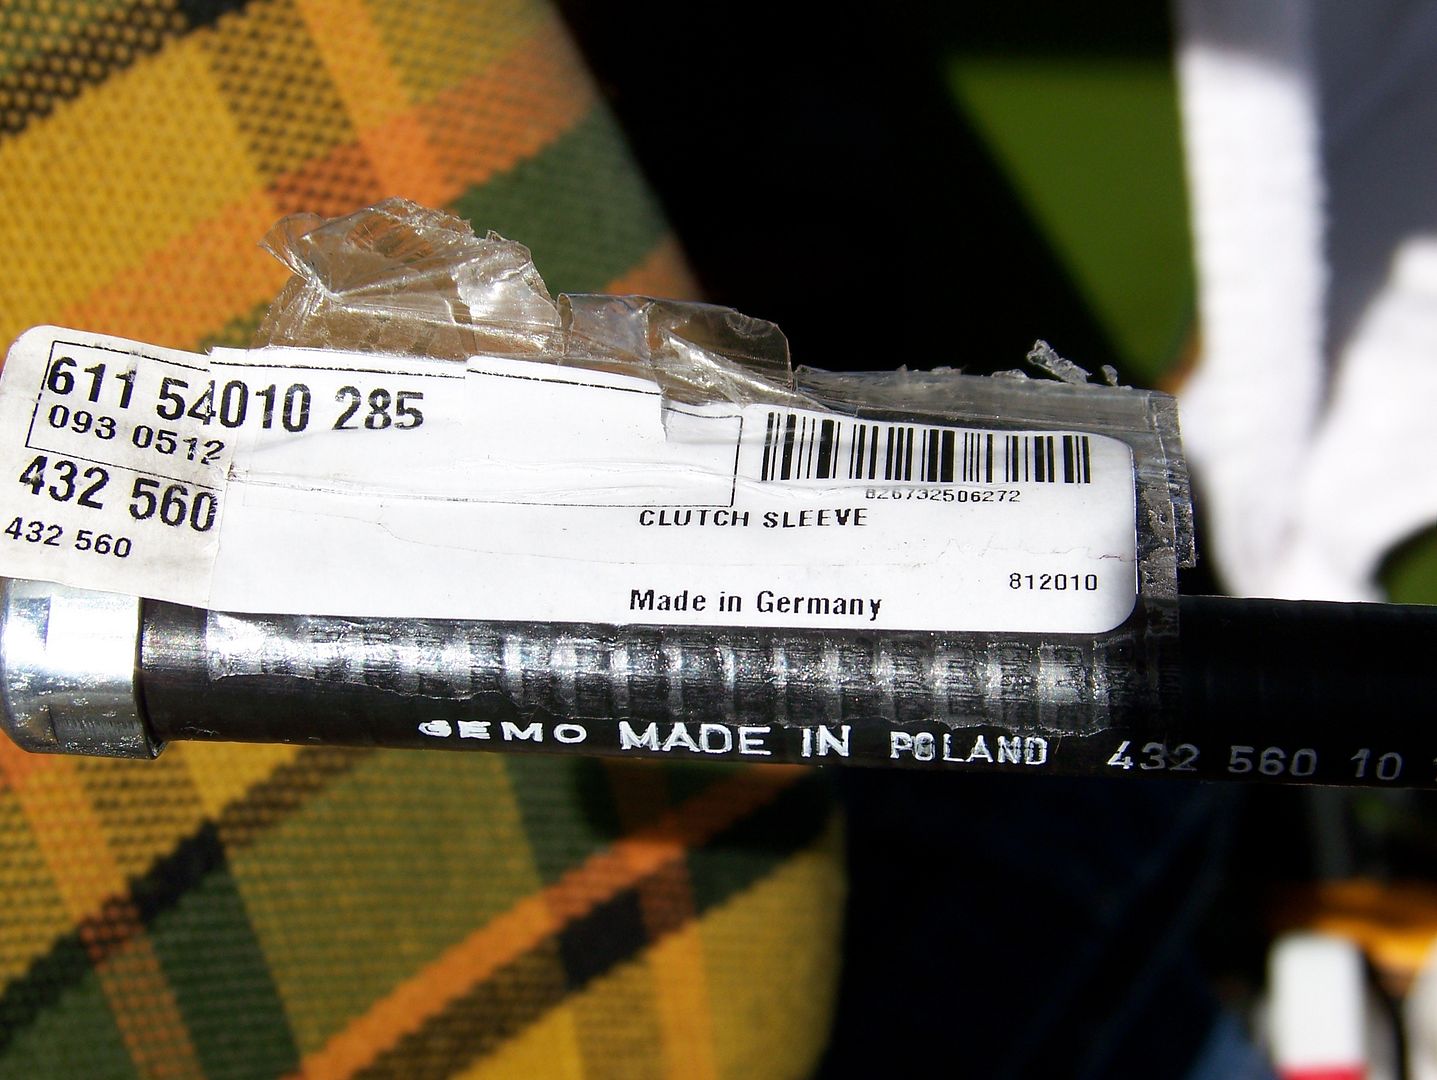 611 54010 285
093 0512
432 560
432 560
826732506272
CLUTCH SLEEVE
812010
Made in Germany
GEMO MADE IN POLAND 432 560 10